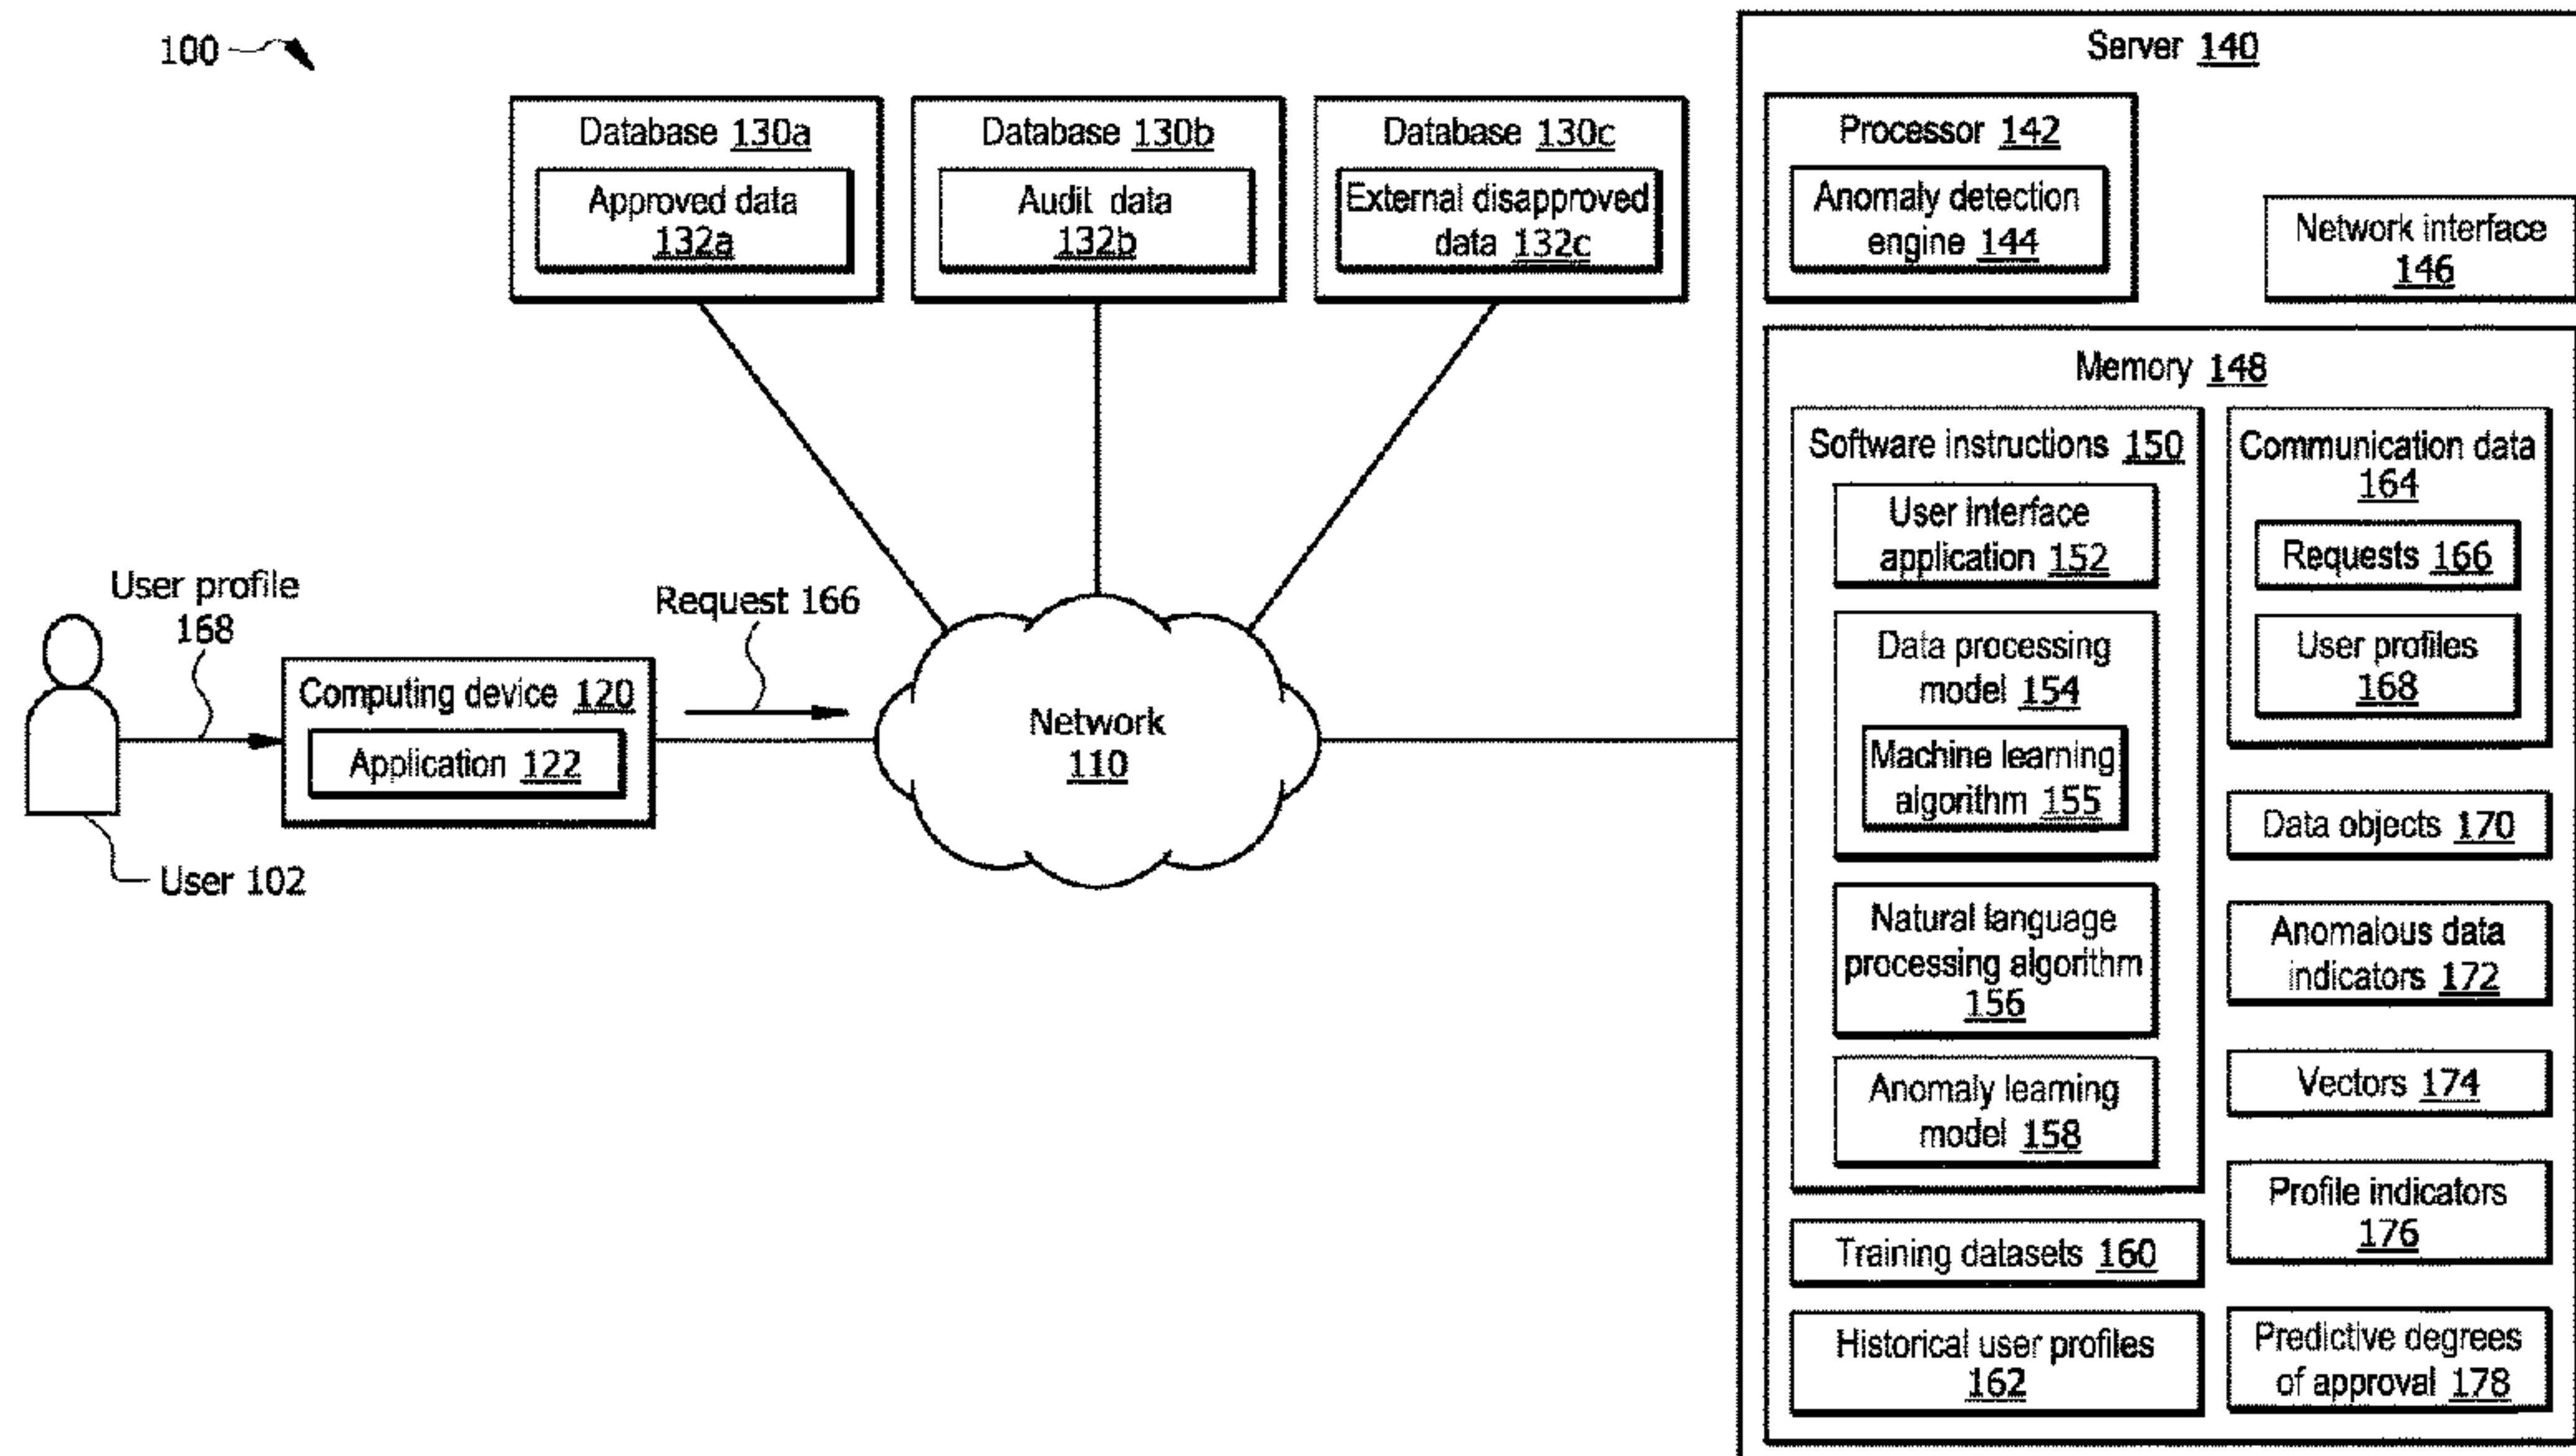 100
Database 130a
Approved data
132a
Database 130b
Audit data
132b
Database 130c
External disapproved
data 132c
User profile
168
Computing device 120
Application 122
User 102
Request 166
Network
110
Server 140
Processor 142
Anomaly detection
engine 144
Network interface
146
Memory 148
Software instructions 150
User interface
application 152
Data processing
model 154
Machine learning
algorithm 155
Natural language
processing algorithm
156
Anomaly learning
model 158
Training datasets 160
Historical user profiles
162
Communication data
164
Requests 166
User profiles
168
Data objects 170
Anomalous data
indicators 172
Vectors 174
Profile indicators
176
Predictive degrees
of approval 178